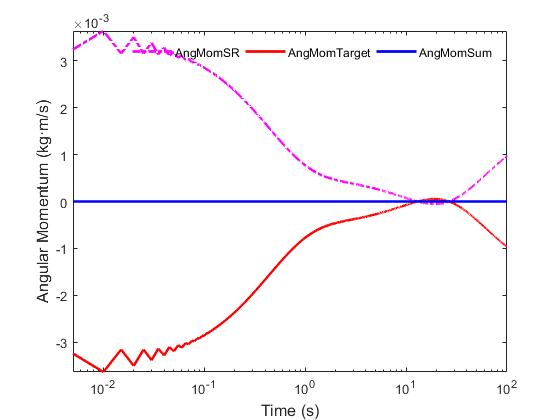 ×10⁻³
AngMomSR AngMomTarget AngMomSum
3
2
1
0
-1
-2
-3
Angular Momentum (kg·m/s)
10⁻² 10⁻¹ 10⁰ 10¹ 10²
Time (s)